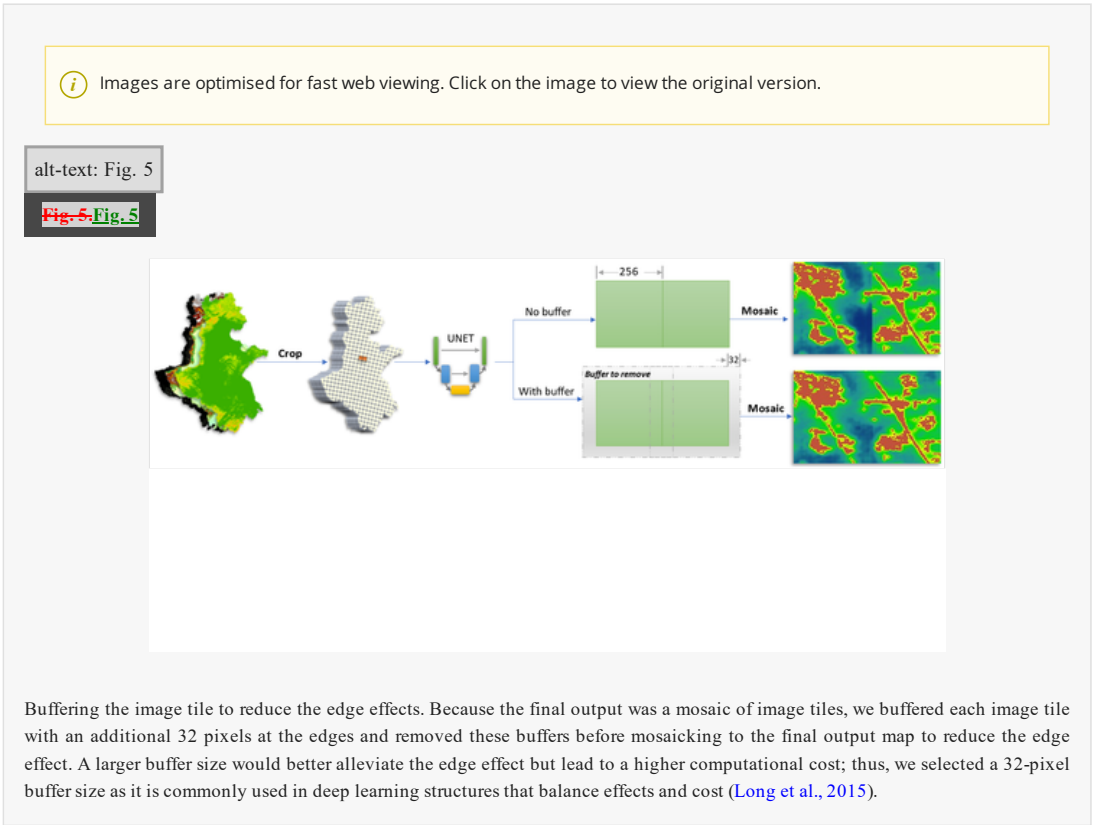 i Images are optimised for fast web viewing. Click on the image to view the original version.
alt-text: Fig. 5
Fig. 5.Fig. 5
256
No buffer
Mosaic
UNET
Crop
32
Buffer to remove
With buffer
Mosaic
Buffering the image tile to reduce the edge effects. Because the final output was a mosaic of image tiles, we buffered each image tile
with an additional 32 pixels at the edges and removed these buffers before mosaicking to the final output map to reduce the edge
effect. A larger buffer size would better alleviate the edge effect but lead to a higher computational cost; thus, we selected a 32-pixel
buffer size as it is commonly used in deep learning structures that balance effects and cost (Long et al., 2015).